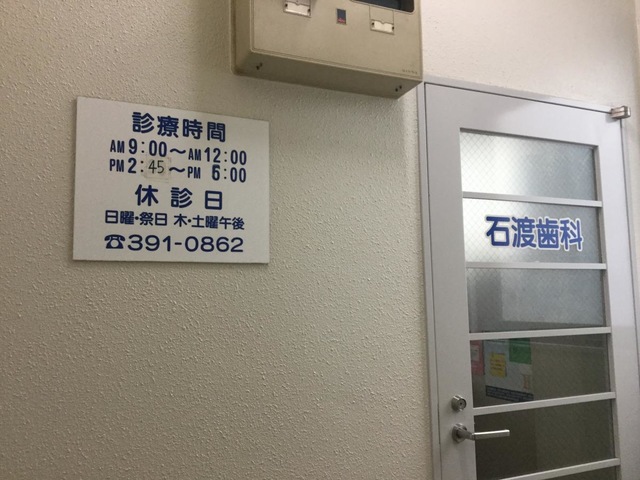 診療時間
AM 9:00～AM 12:00
PM 2:45～PM 6:00
休診日
日曜・祭日 木・土曜午後
☎391-0862
石渡歯科